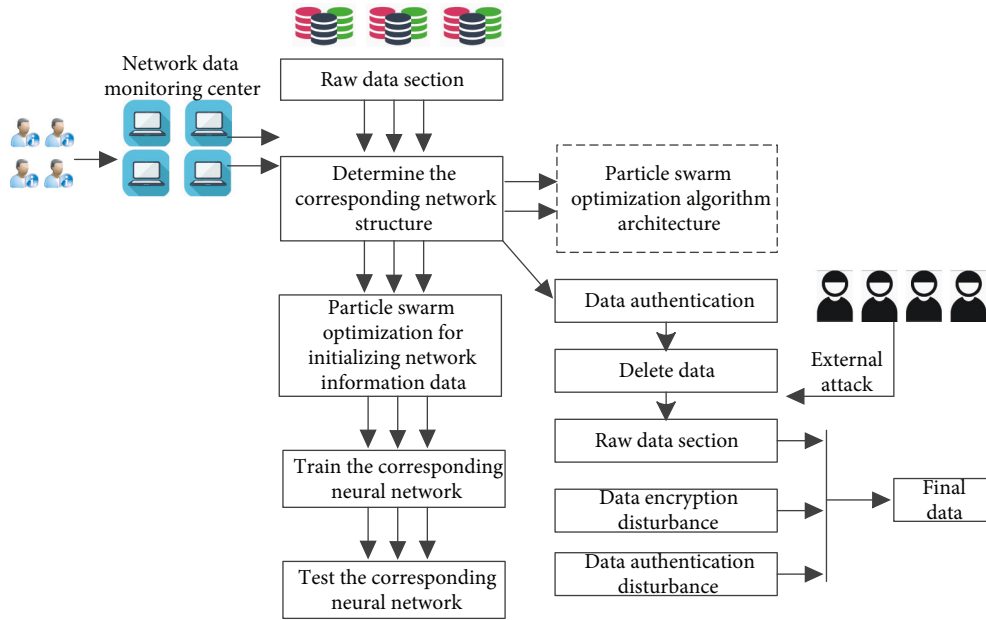 Network data
monitoring center
Raw data section
Determine the
corresponding network
structure
Particle swarm
optimization algorithm
architecture
Particle swarm
optimization for
initializing network
information data
Train the corresponding
neural network
Test the corresponding
neural network
Data authentication
Delete data
External
attack
Raw data section
Data encryption
disturbance
Data authentication
disturbance
Final
data